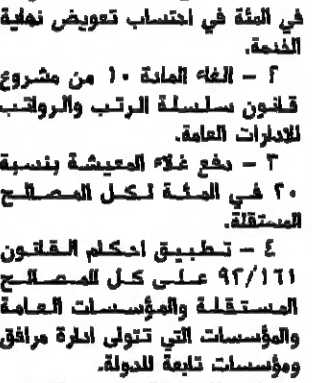 في المئة في احتساب تعويض نهاية
الخدمة.
٢ – الغاء المادة ١٠ من مشروع
قانون سلسلة الرتب والرواتب
للادارات العامة.
٣ – دفع غلاء المعيشة بنسبة
٢٠ في المئة لكل المصالح
المستقلة.
٤ – تطبيق احكام القانون
٩٢/١٦١ على كل المصالح
المستقلة والمؤسسات العامة
والمؤسسات التي تتولى ادارة مرافق
ومؤسسات تابعة للدولة.